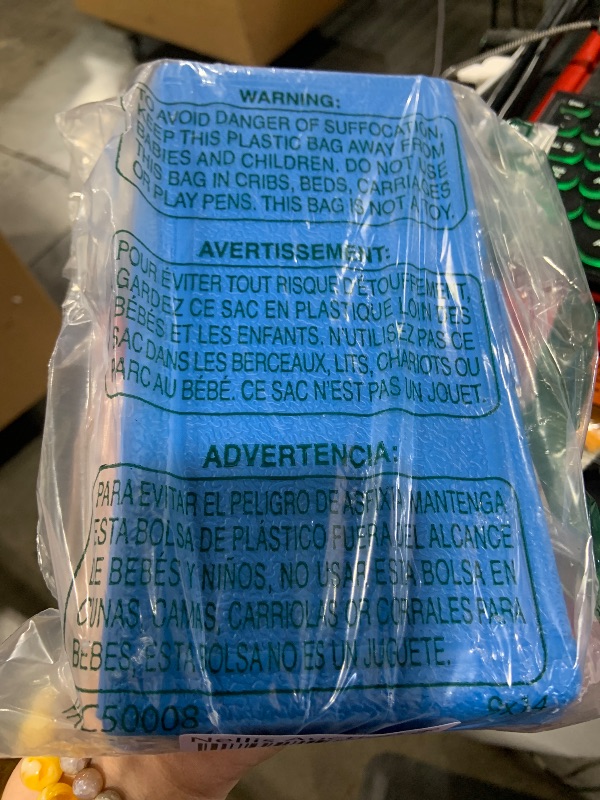 WARNING:
TO AVOID DANGER OF SUFFOCATION,
KEEP THIS PLASTIC BAG AWAY FROM
BABIES AND CHILDREN. DO NOT USE
THIS BAG IN CRIBS, BEDS, CARRIAGES
OR PLAY PENS. THIS BAG IS NOT A TOY.
AVERTISSEMENT:
POUR ÉVITER TOUT RISQUE D'ÉTOUFFEMENT,
GARDEZ CE SAC EN PLASTIQUE LOIN DES
BÉBÉS ET LES ENFANTS. N'UTILISEZ PAS CE
SAC DANS LES BERCEAUX, LITS, CHARIOTS OU
PARC AU BÉBÉ. CE SAC N'EST PAS UN JOUET.
ADVERTENCIA:
PARA EVITAR EL PELIGRO DE ASFIXIA MANTENGA
ESTA BOLSA DE PLÁSTICO FUERA DEL ALCANCE
DE BEBÉS Y NIÑOS, NO USAR ESTA BOLSA EN
CUNAS, CAMAS, CARRIOLAS OR CORRALES PARA
BEBÉS, ESTA BOLSA NO ES UN JUGUETE.
C50008 8x14